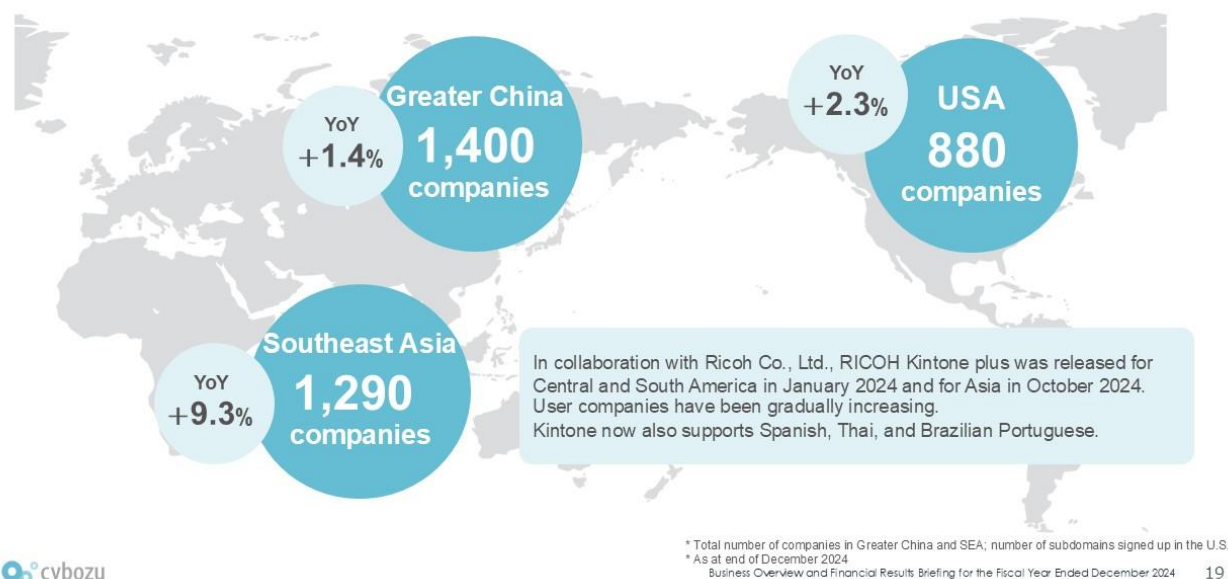 YoY
+1.4%
Greater China
1,400
companies
YoY
+2.3%
USA
880
companies
YoY
+9.3%
Southeast Asia
1,290
companies
In collaboration with Ricoh Co., Ltd., RICOH Kintone plus was released for
Central and South America in January 2024 and for Asia in October 2024.
User companies have been gradually increasing.
Kintone now also supports Spanish, Thai, and Brazilian Portuguese.
* Total number of companies in Greater China and SEA; number of subdomains signed up in the U.S.
* As at end of December 2024
cybozu
Business Overview and Financial Results Briefing for the Fiscal Year Ended December 2024 19